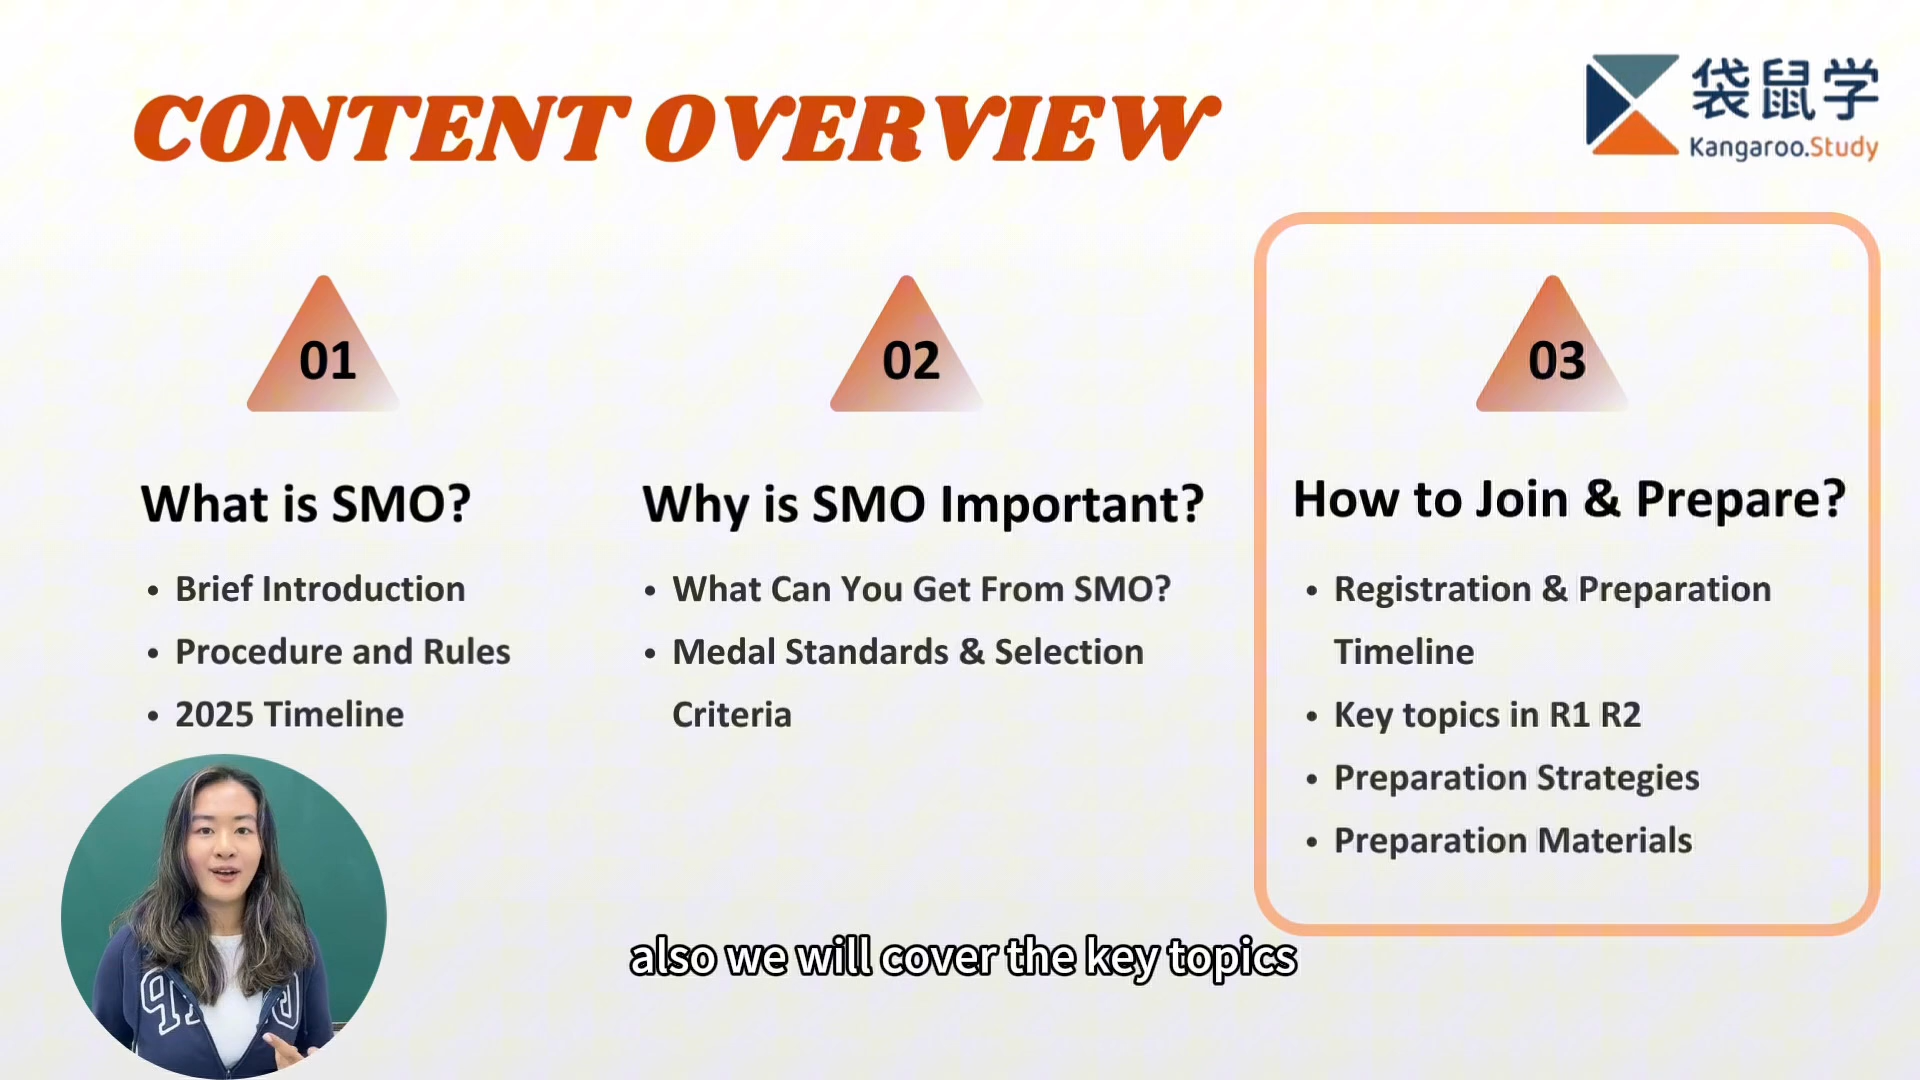 CONTENT OVERVIEW
袋鼠学
Kangaroo.Study
01
What is SMO?
• Brief Introduction
• Procedure and Rules
• 2025 Timeline
02
Why is SMO Important?
• What Can You Get From SMO?
• Medal Standards & Selection
Criteria
03
How to Join & Prepare?
• Registration & Preparation
Timeline
• Key topics in R1 R2
• Preparation Strategies
• Preparation Materials
also we will cover the key topics